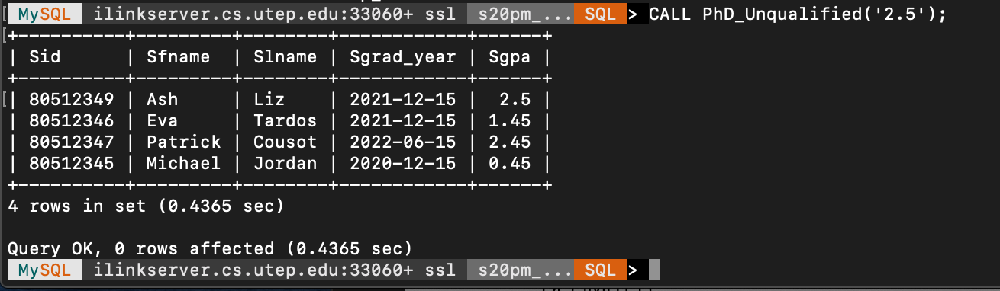 MySQL ilinkserver.cs.utep.edu:33060+ ssl s20pm_... SQL > CALL PhD_Unqualified('2.5');
+----------+---------+--------+------------+------+
| Sid | Sfname | Slname | Sgrad_year | Sgpa |
+----------+---------+--------+------------+------+
| 80512349 | Ash | Liz | 2021-12-15 | 2.5 |
| 80512346 | Eva | Tardos | 2021-12-15 | 1.45 |
| 80512347 | Patrick | Cousot | 2022-06-15 | 2.45 |
| 80512345 | Michael | Jordan | 2020-12-15 | 0.45 |
+----------+---------+--------+------------+------+
4 rows in set (0.4365 sec)
Query OK, 0 rows affected (0.4365 sec)
MySQL ilinkserver.cs.utep.edu:33060+ ssl s20pm_... SQL >